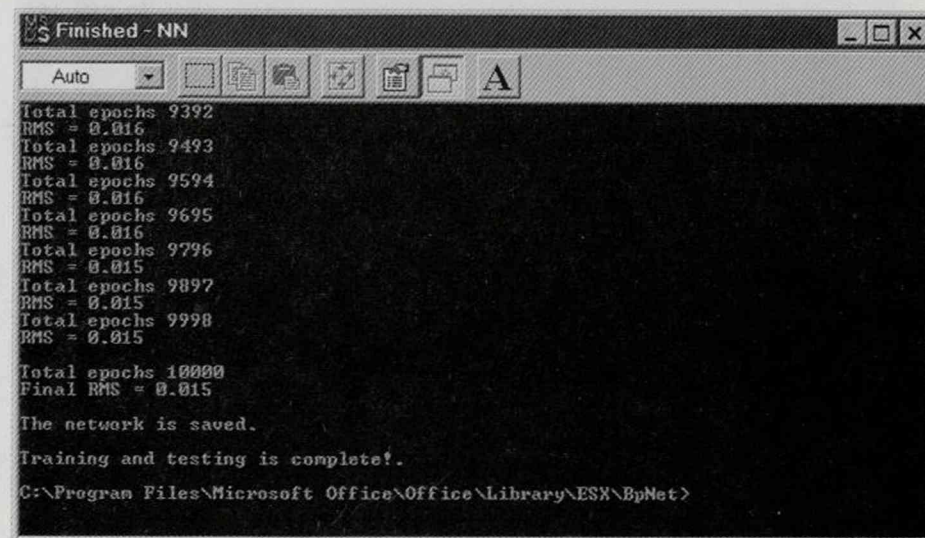 MS
DS Finished - NN
Auto
A
Total epochs 9392
RMS = 0.016
Total epochs 9493
RMS = 0.016
Total epochs 9594
RMS = 0.016
Total epochs 9695
RMS = 0.016
Total epochs 9796
RMS = 0.015
Total epochs 9897
RMS = 0.015
Total epochs 9998
RMS = 0.015
Total epochs 10000
Final RMS = 0.015
The network is saved.
Training and testing is complete!.
C:\Program Files\Microsoft Office\Office\Library\ESX\BpNet>